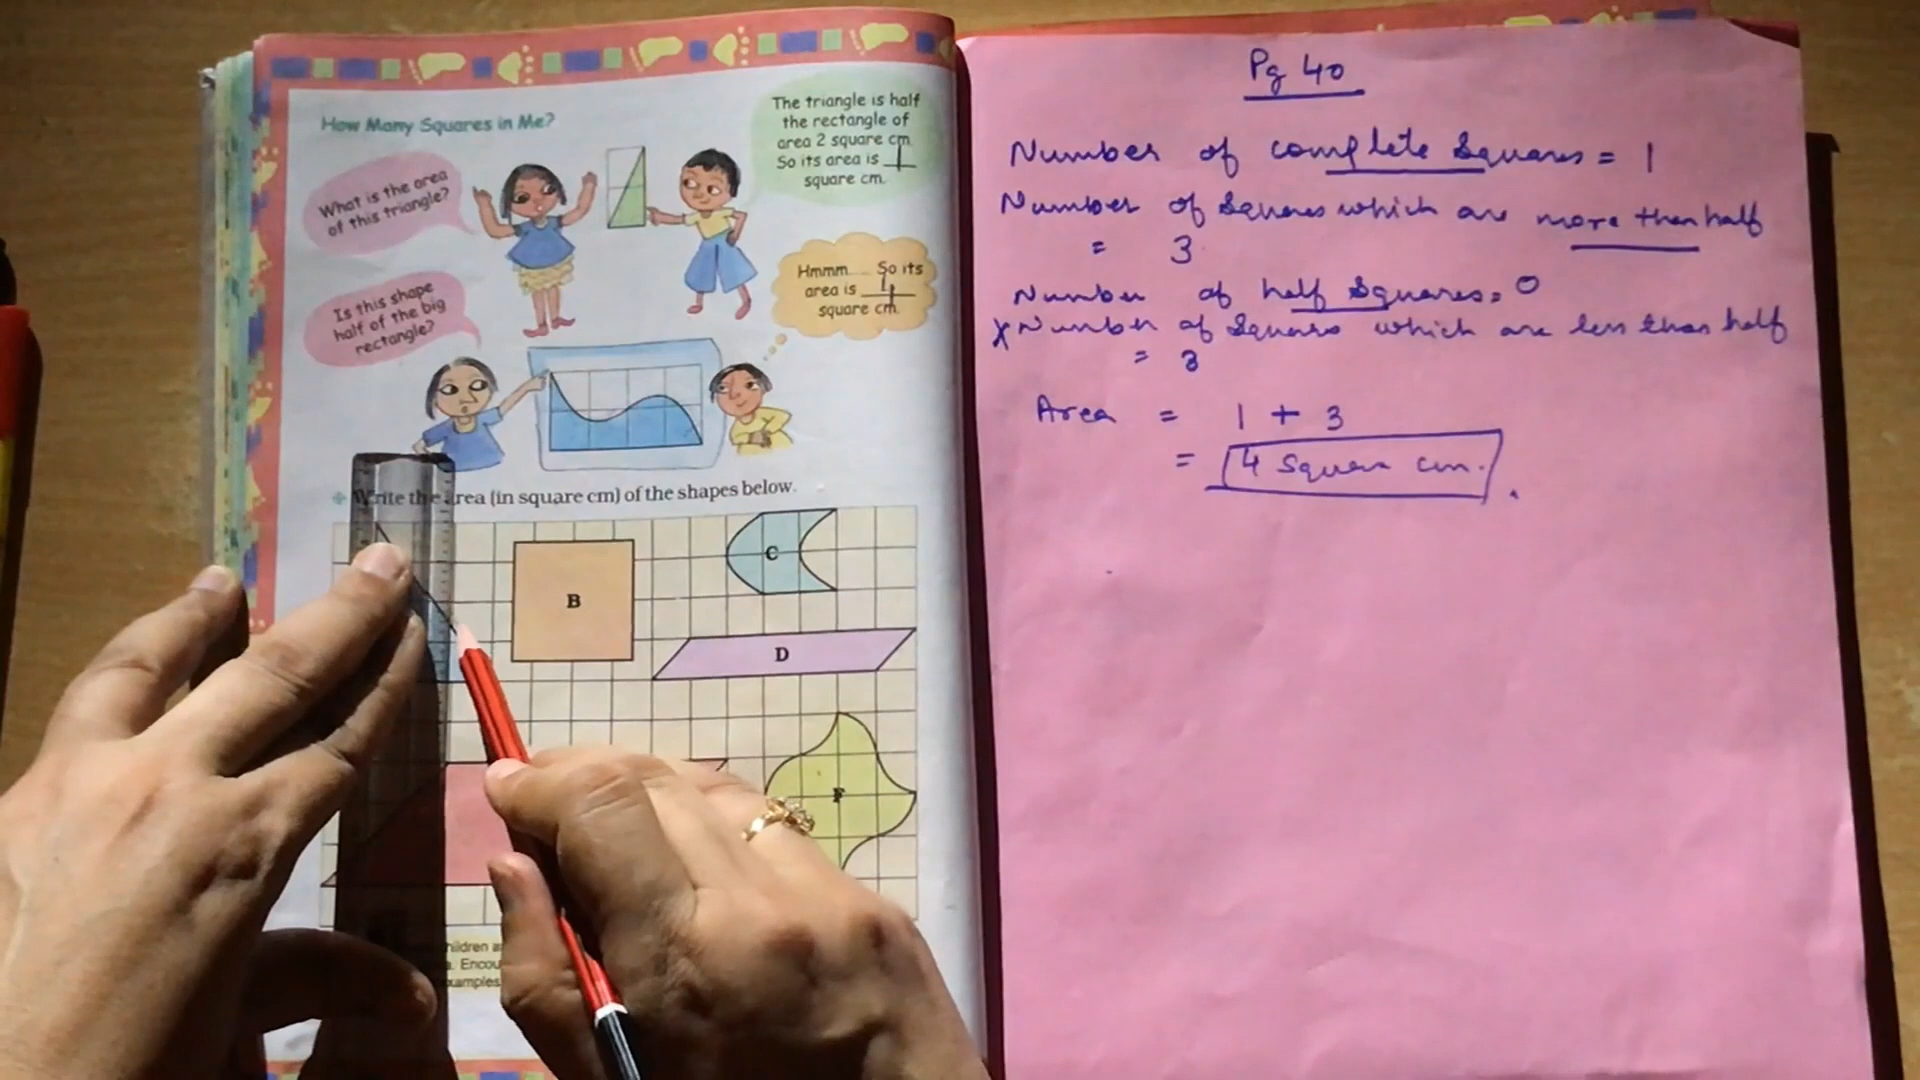 How Many Squares in Me?
What is the area
of this triangle?
The triangle is half
the rectangle of
area 2 square cm.
So its area is 1
square cm.
Is this shape
half of the big
rectangle?
Hmmm.... So its
area is 4
square cm.
Write the area (in square cm) of the shapes below.
B
C
D
F
hildren a
. Encou
xamples
Pg 40
Number of complete Squares = 1
Number of Squares which are more than half
= 3
Number of half Squares = 0
x Number of Squares which are less than half
= 3
Area = 1 + 3
= 4 Square cm.